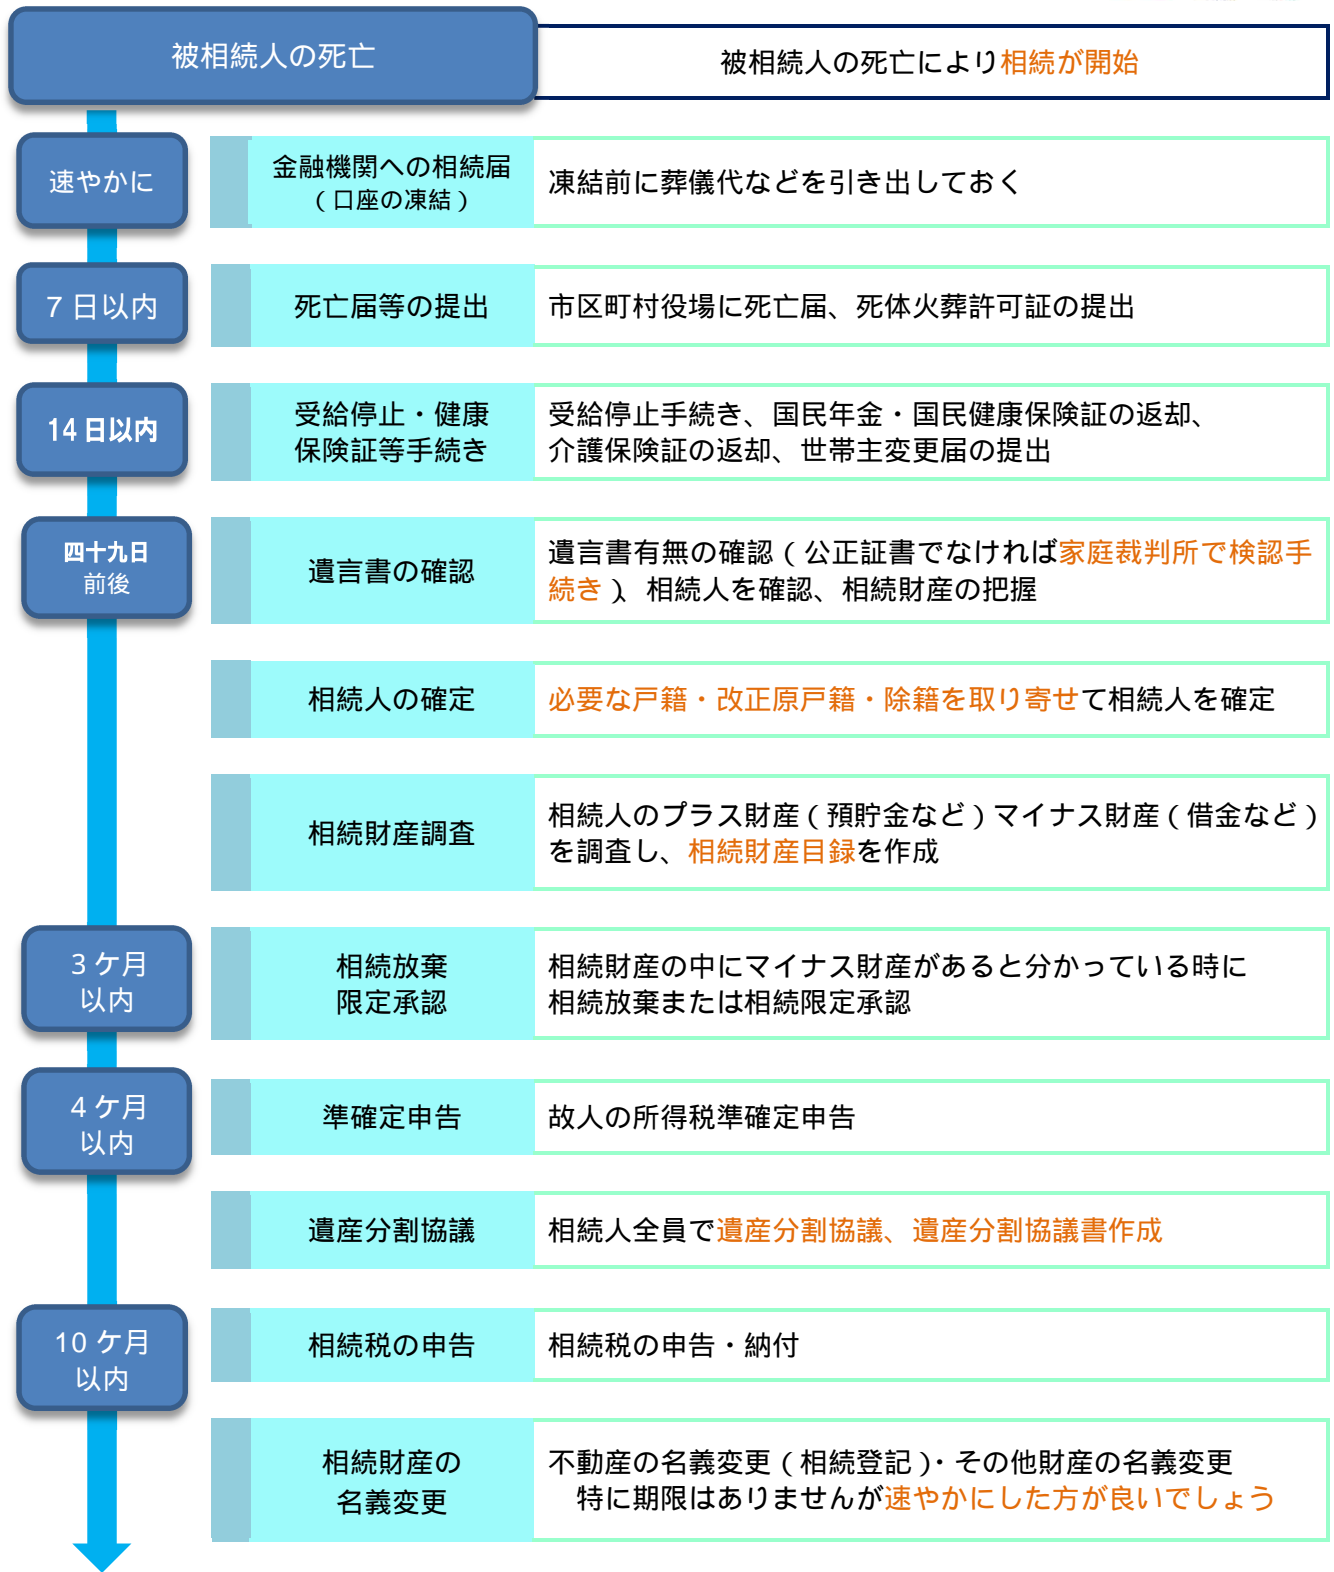 被相続人の死亡
被相続人の死亡により相続が開始
速やかに
金融機関への相続届
（口座の凍結）
凍結前に葬儀代などを引き出しておく
7 日以内
死亡届等の提出
市区町村役場に死亡届、死体火葬許可証の提出
14 日以内
受給停止・健康
保険証等手続き
受給停止手続き、国民年金・国民健康保険証の返却、
介護保険証の返却、世帯主変更届の提出
四十九日
前後
遺言書の確認
遺言書有無の確認（公正証書でなければ家庭裁判所で検認手
続き）、相続人を確認、相続財産の把握
相続人の確定
必要な戸籍・改正原戸籍・除籍を取り寄せて相続人を確定
相続財産調査
相続人のプラス財産（預貯金など）マイナス財産（借金など）
を調査し、相続財産目録を作成
3 ケ月
以内
相続放棄
限定承認
相続財産の中にマイナス財産があると分かっている時に
相続放棄または相続限定承認
4 ケ月
以内
準確定申告
故人の所得税準確定申告
遺産分割協議
相続人全員で遺産分割協議、遺産分割協議書作成
10 ケ月
以内
相続税の申告
相続税の申告・納付
相続財産の
名義変更
不動産の名義変更（相続登記）・その他財産の名義変更
特に期限はありませんが速やかにした方が良いでしょう